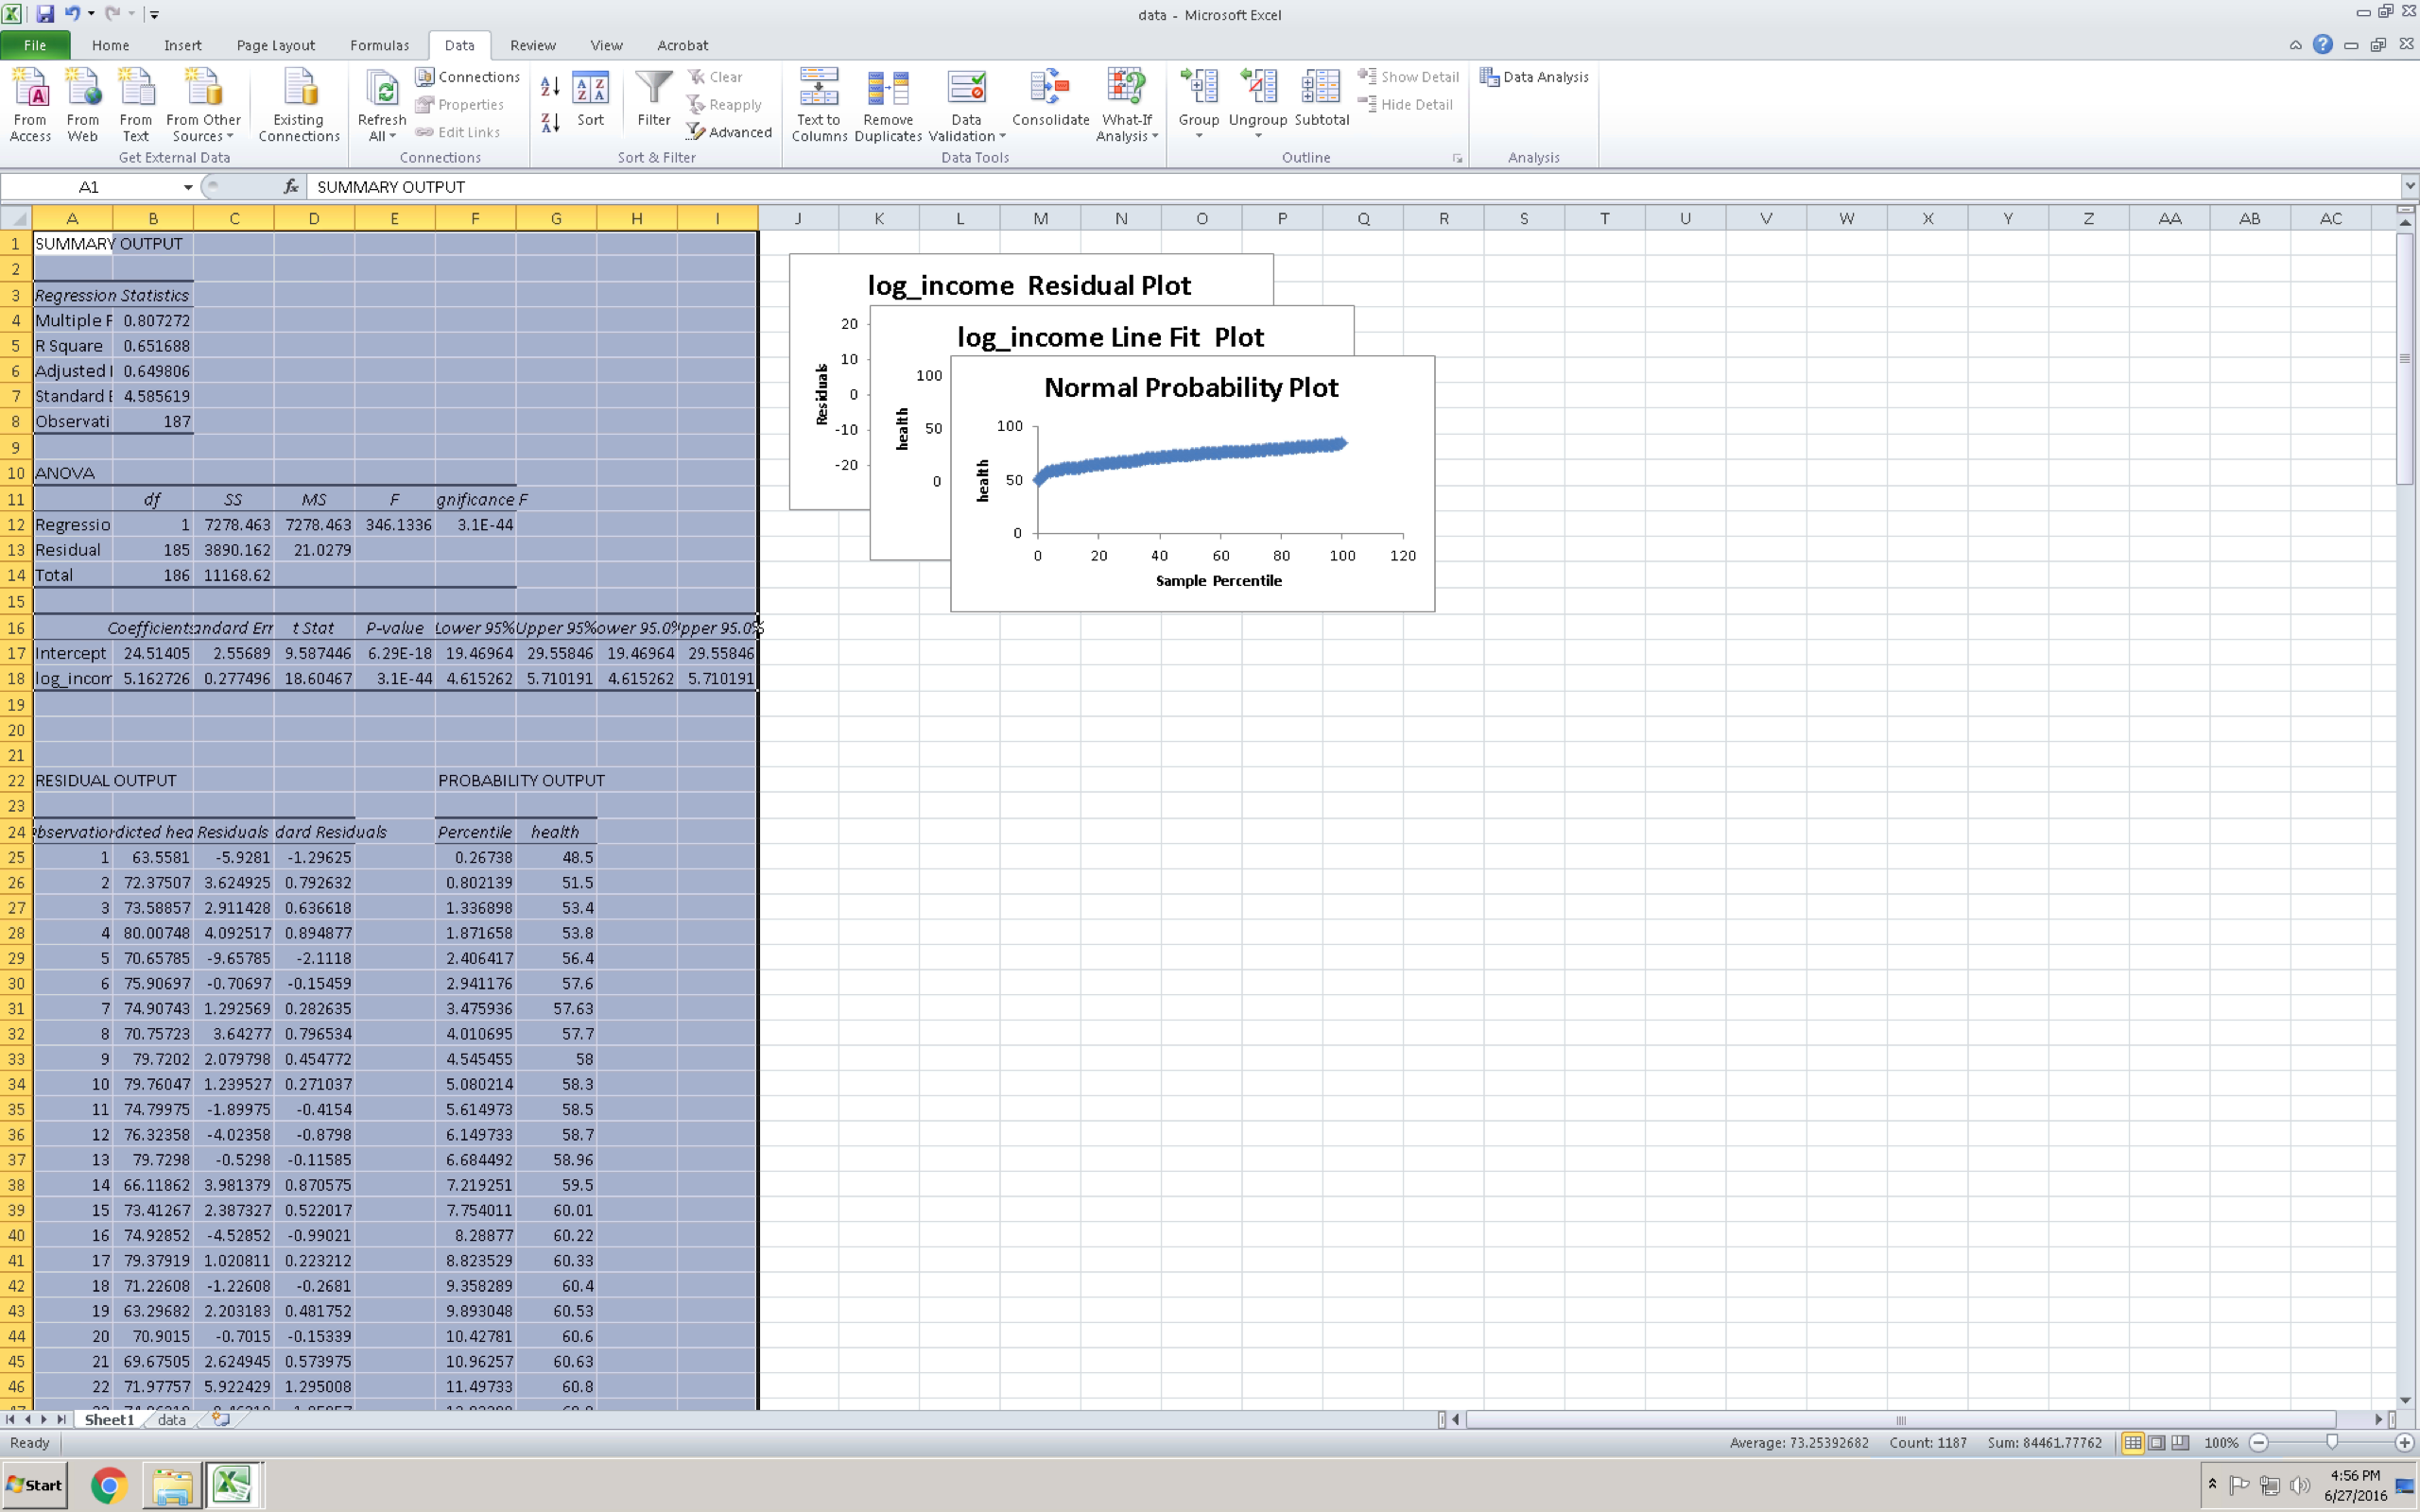 data - Microsoft Excel
File Home Insert Page Layout Formulas Data Review View Acrobat
From Access From Web From Text From Other Sources Existing Connections Refresh All Connections Properties Edit Links Sort Filter Clear Reapply Advanced Text to Columns Remove Duplicates Data Validation Consolidate What-If Analysis Group Ungroup Subtotal Show Detail Hide Detail Data Analysis
Get External Data Connections Sort & Filter Data Tools Outline Analysis
A1 fx SUMMARY OUTPUT
A B C D E F G H I J K L M N O P Q R S T U V W X Y Z AA AB AC
1 SUMMARY OUTPUT
2
3 Regression Statistics
4 Multiple F 0.807272
5 R Square 0.651688
6 Adjusted I 0.649806
7 Standard E 4.585619
8 Observati 187
9
10 ANOVA
11 df SS MS F gnificance F
12 Regressio 1 7278.463 7278.463 346.1336 3.1E-44
13 Residual 185 3890.162 21.0279
14 Total 186 11168.62
15
16 Coefficients andard Err t Stat P-value Lower 95% Upper 95% ower 95.0% pper 95.0%
17 Intercept 24.51405 2.55689 9.587446 6.29E-18 19.46964 29.55846 19.46964 29.55846
18 log_incom 5.162726 0.277496 18.60467 3.1E-44 4.615262 5.710191 4.615262 5.710191
19
20
21
22 RESIDUAL OUTPUT PROBABILITY OUTPUT
23
24 bservation dicted hea Residuals dard Residuals Percentile health
25 1 63.5581 -5.9281 -1.29625 0.26738 48.5
26 2 72.37507 3.624925 0.792632 0.802139 51.5
27 3 73.58857 2.911428 0.636618 1.336898 53.4
28 4 80.00748 4.092517 0.894877 1.871658 53.8
29 5 70.65785 -9.65785 -2.1118 2.406417 56.4
30 6 75.90697 -0.70697 -0.15459 2.941176 57.6
31 7 74.90743 1.292569 0.282635 3.475936 57.63
32 8 70.75723 3.64277 0.796534 4.010695 57.7
33 9 79.7202 2.079798 0.454772 4.545455 58
34 10 79.76047 1.239527 0.271037 5.080214 58.3
35 11 74.79975 -1.89975 -0.4154 5.614973 58.5
36 12 76.32358 -4.02358 -0.8798 6.149733 58.7
37 13 79.7298 -0.5298 -0.11585 6.684492 58.96
38 14 66.11862 3.981379 0.870575 7.219251 59.5
39 15 73.41267 2.387327 0.522017 7.754011 60.01
40 16 74.92852 -4.52852 -0.99021 8.28877 60.22
41 17 79.37919 1.020811 0.223212 8.823529 60.33
42 18 71.22608 -1.22608 -0.2681 9.358289 60.4
43 19 63.29682 2.203183 0.481752 9.893048 60.53
44 20 70.9015 -0.7015 -0.15339 10.42781 60.6
45 21 69.67505 2.624945 0.573975 10.96257 60.63
46 22 71.97757 5.922429 1.295008 11.49733 60.8
log_income Residual Plot
20
10
0
-10
-20
Residuals
log_income Line Fit Plot
100
50
0
health
Normal Probability Plot
100
50
0
health
0 20 40 60 80 100 120
Sample Percentile
Sheet1 data
Ready Average: 73.25392682 Count: 1187 Sum: 84461.77762 100%
Start
4:56 PM
6/27/2016